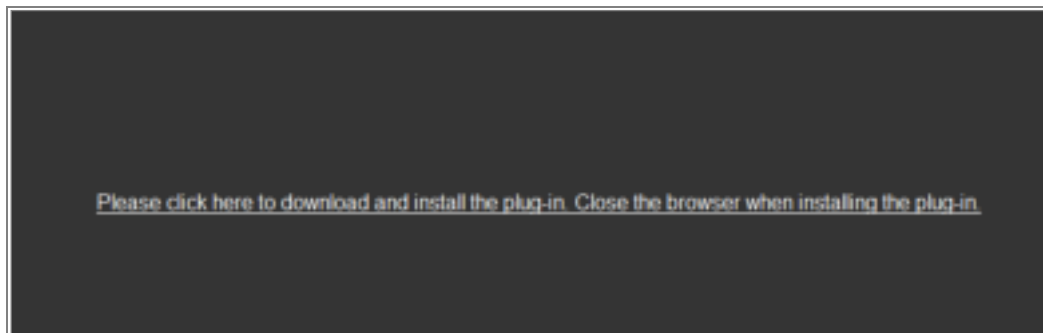 Please click here to download and install the plug-in. Close the browser when installing the plug-in.